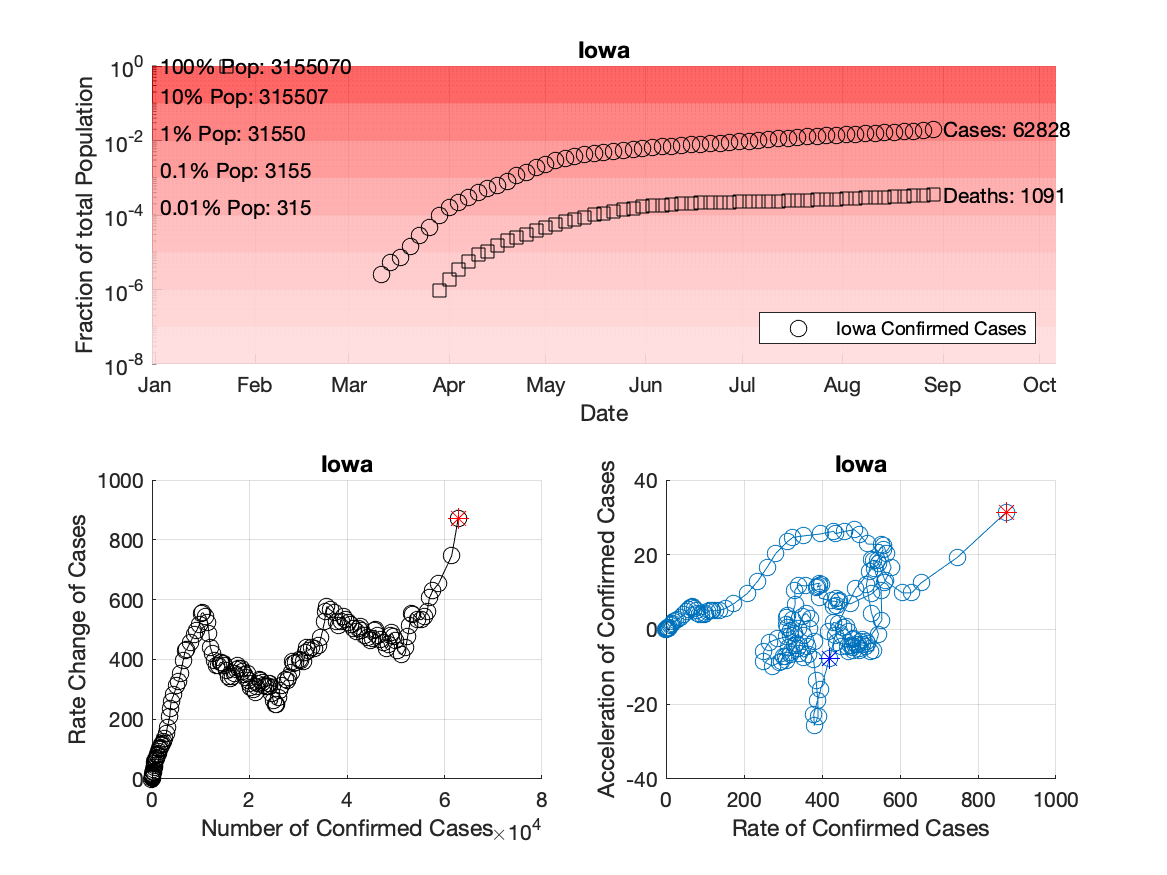 Iowa
10^0
10^-2
10^-4
10^-6
10^-8
Fraction of total Population
100% Pop: 3155070
10% Pop: 315507
1% Pop: 31550
0.1% Pop: 3155
0.01% Pop: 315
Cases: 62828
Deaths: 1091
Iowa Confirmed Cases
Jan Feb Mar Apr May Jun Jul Aug Sep Oct
Date
Iowa
1000
800
600
400
200
0
Rate Change of Cases
0 2 4 6 8
Number of Confirmed Cases ×10^4
Iowa
40
20
0
-20
-40
Acceleration of Confirmed Cases
0 200 400 600 800 1000
Rate of Confirmed Cases